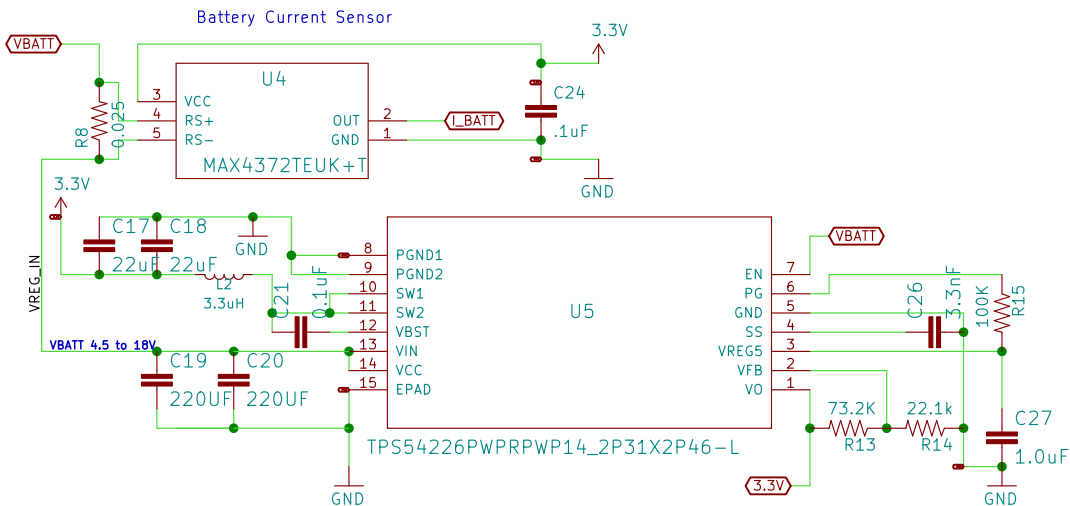 Battery Current Sensor
VBATT
3.3V
U4
C24
.1uF
3 VCC
4 RS+
5 RS-
OUT 2
GND 1
I_BATT
R8
0.025
MAX4372TEUK+T
GND
3.3V
C17
22uF
C18
22uF
GND
L2
3.3uH
C21
0.1uF
VREG_IN
VBATT 4.5 to 18V
C19
220UF
C20
220UF
GND
8 PGND1
9 PGND2
10 SW1
11 SW2
12 VBST
13 VIN
14 VCC
15 EPAD
U5
EN 7
PG 6
GND 5
SS 4
VREG5 3
VFB 2
VO 1
TPS54226PWPRPWP14_2P31X2P46-L
VBATT
C26
3.3nF
100K
R15
73.2K
R13
22.1k
R14
C27
1.0uF
3.3V
GND